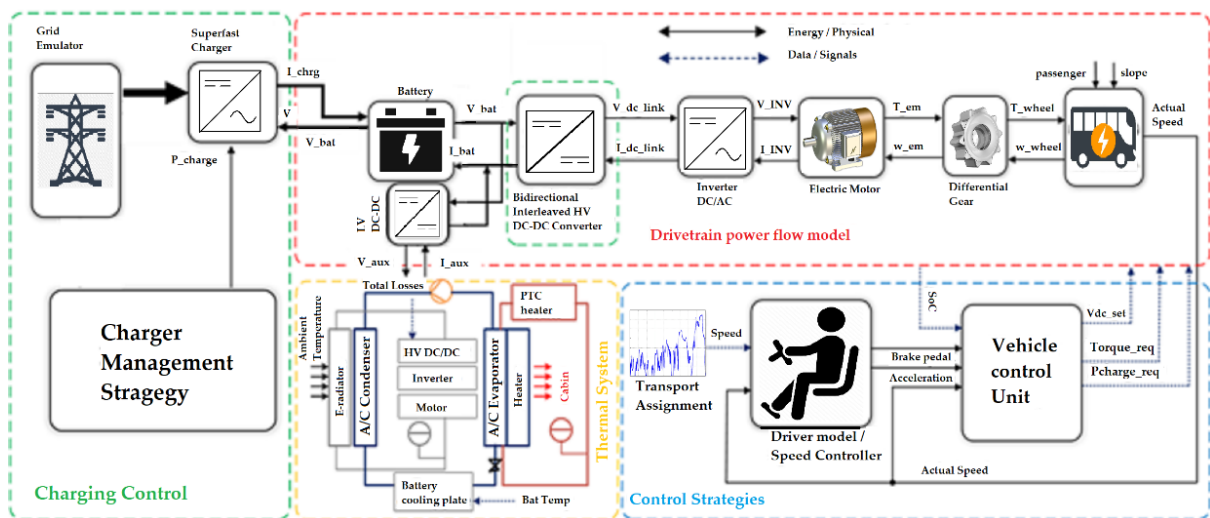 Grid
Emulator
Superfast
Charger
I_chrg
V
V_bat
P_charge
Charger
Management
Stragegy
Charging Control
Energy / Physical
Data / Signals
Battery
V_bat
I_bat
DC-DC
V_aux
I_aux
Bidirectional
Interleaved HV
DC-DC Converter
V_dc_link
I_dc_link
Inverter
DC/AC
V_INV
I_INV
Electric Motor
T_em
w_em
Differential
Gear
T_wheel
w_wheel
passenger
slope
Actual
Speed
Drivetrain power flow model
Total Losses
PTC
heater
Ambient
Temperature
E-radiator
A/C Condenser
HV DC/DC
Inverter
Motor
A/C Evaporator
Heater
Cabin
Battery
cooling plate
Bat Temp
Thermal System
Speed
Transport
Assignment
Driver model /
Speed Controller
Brake pedal
Acceleration
SoC
Vehicle
control
Unit
Vdc_set
Torque_req
Pcharge_req
Actual Speed
Control Strategies